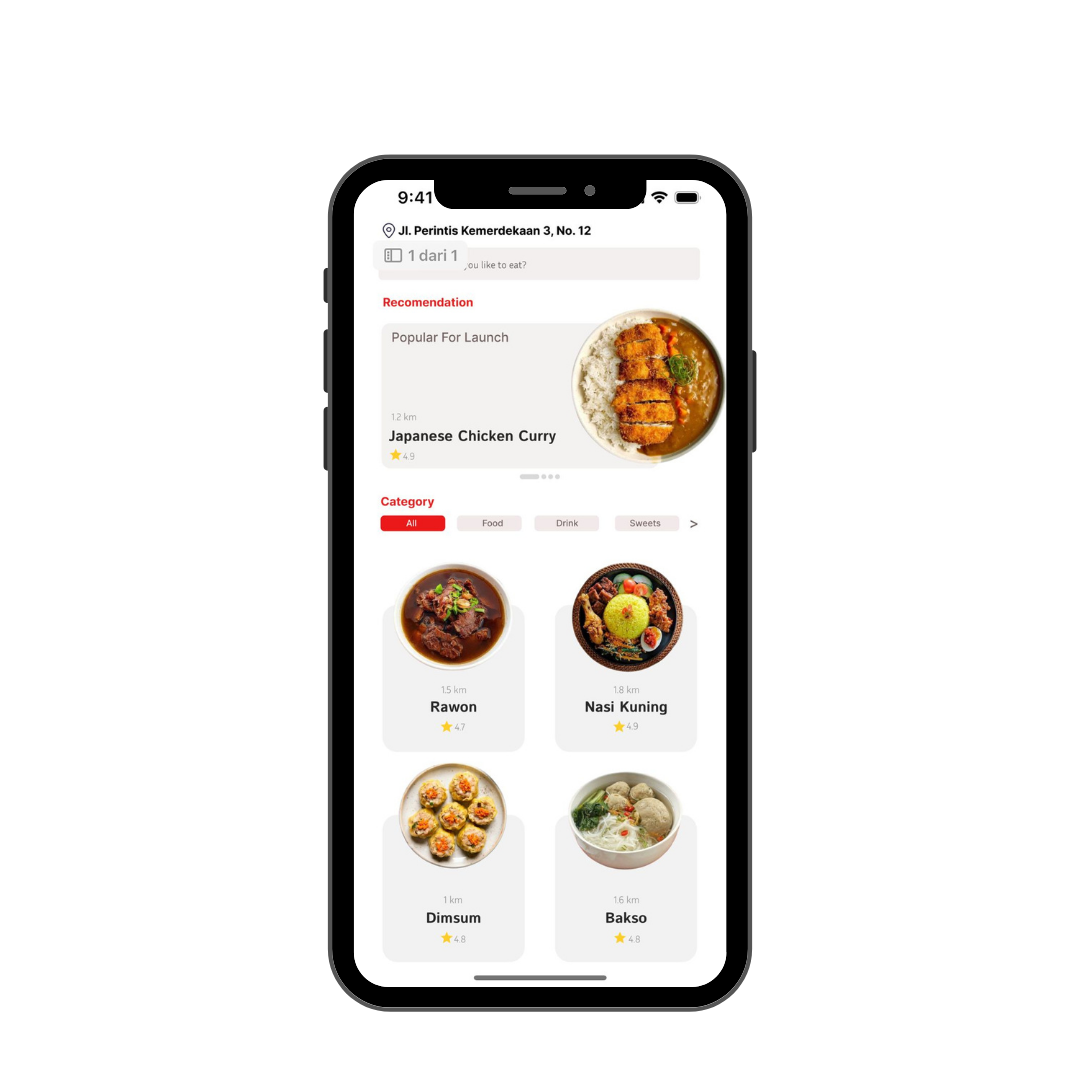 9:41
Jl. Perintis Kemerdekaan 3, No. 12
1 dari 1
you like to eat?
Recomendation
Popular For Launch
1.2 km
Japanese Chicken Curry
4.9
Category
All Food Drink Sweets >
1.5 km
Rawon
4.7
1.8 km
Nasi Kuning
4.9
1 km
Dimsum
4.8
1.6 km
Bakso
4.8